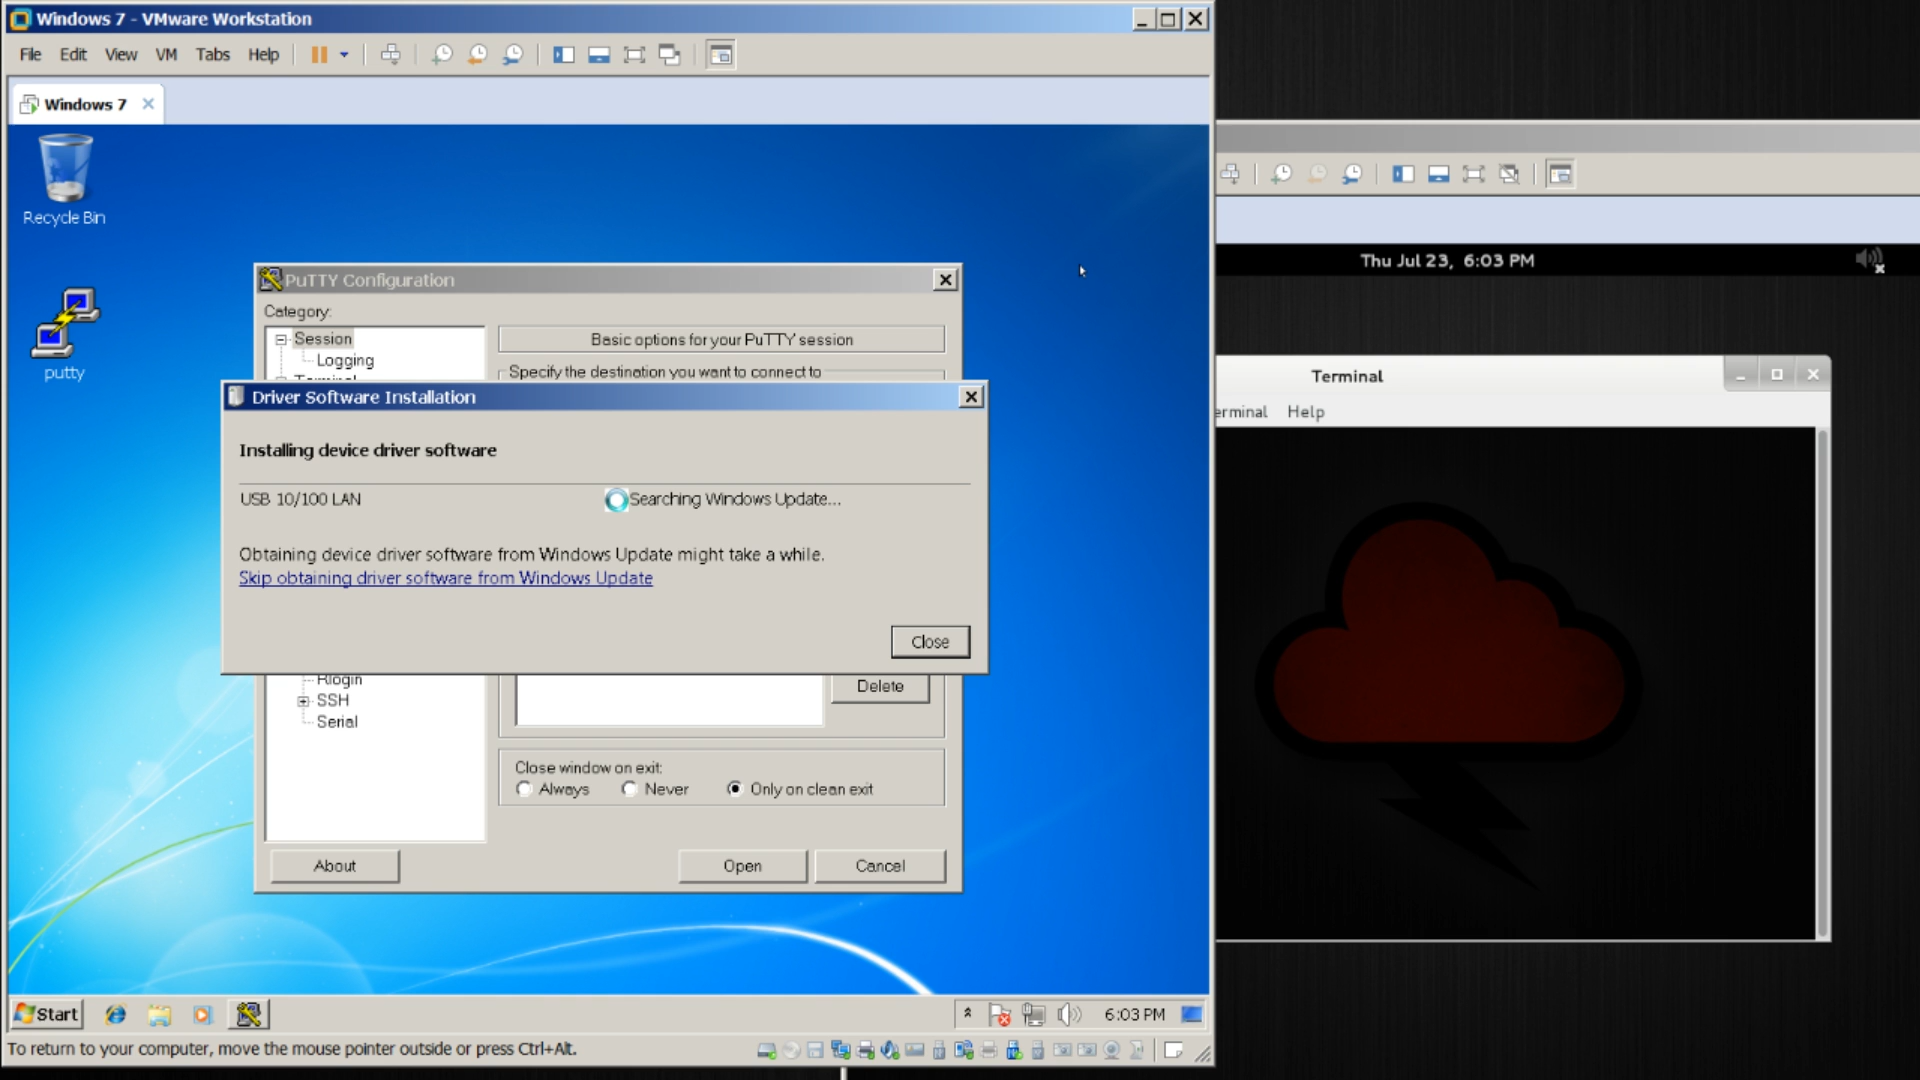 Windows 7 - VMware Workstation
File Edit View VM Tabs Help
Windows 7
Recycle Bin
putty
PuTTY Configuration
Category:
Session
Logging
Terminal
Basic options for your PuTTY session
Specify the destination you want to connect to
Driver Software Installation
Installing device driver software
USB 10/100 LAN
Searching Windows Update...
Obtaining device driver software from Windows Update might take a while.
Skip obtaining driver software from Windows Update
Close
Rlogin
SSH
Serial
Delete
Close window on exit:
Always
Never
Only on clean exit
About
Open
Cancel
Start
6:03 PM
To return to your computer, move the mouse pointer outside or press Ctrl+Alt.
Thu Jul 23, 6:03 PM
Terminal
erminal Help